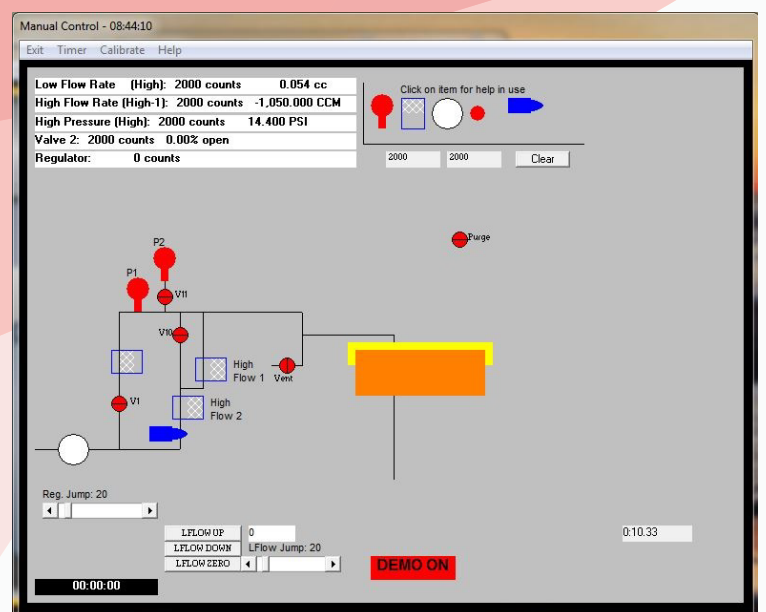 Manual Control - 08:44:10
Exit Timer Calibrate Help
Low Flow Rate (High): 2000 counts 0.054 cc
High Flow Rate (High-1): 2000 counts -1,050.000 CCM
High Pressure (High): 2000 counts 14.400 PSI
Valve 2: 2000 counts 0.00% open
Regulator: 0 counts
Click on item for help in use
2000 2000 Clear
Purge
P2
P1
V11
V10
High
Flow 1
Vent
V1
High
Flow 2
Reg. Jump: 20
LFLOW UP 0
0:10.33
LFLOW DOWN LFlow Jump: 20
LFLOW ZERO
DEMO ON
00:00:00